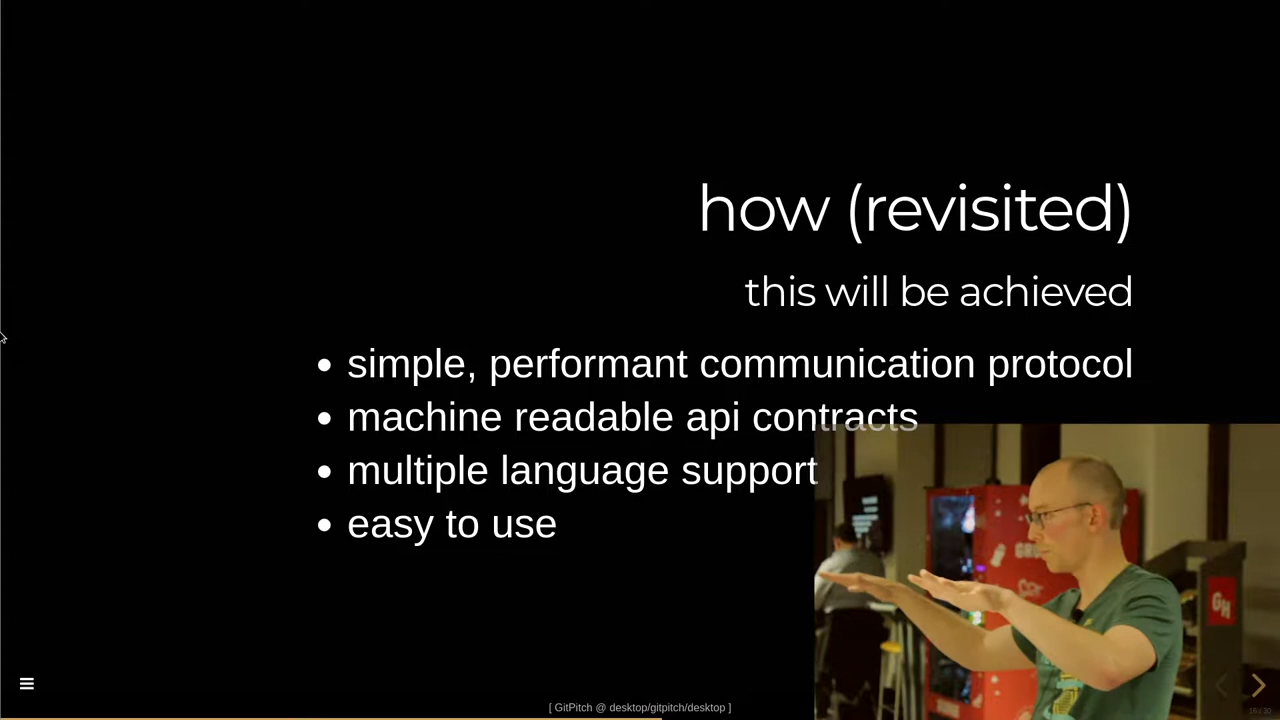 how (revisited)
this will be achieved
• simple, performant communication protocol
• machine readable api contracts
• multiple language support
• easy to use
GH
[ GitPitch @ desktop/gitpitch/desktop ]